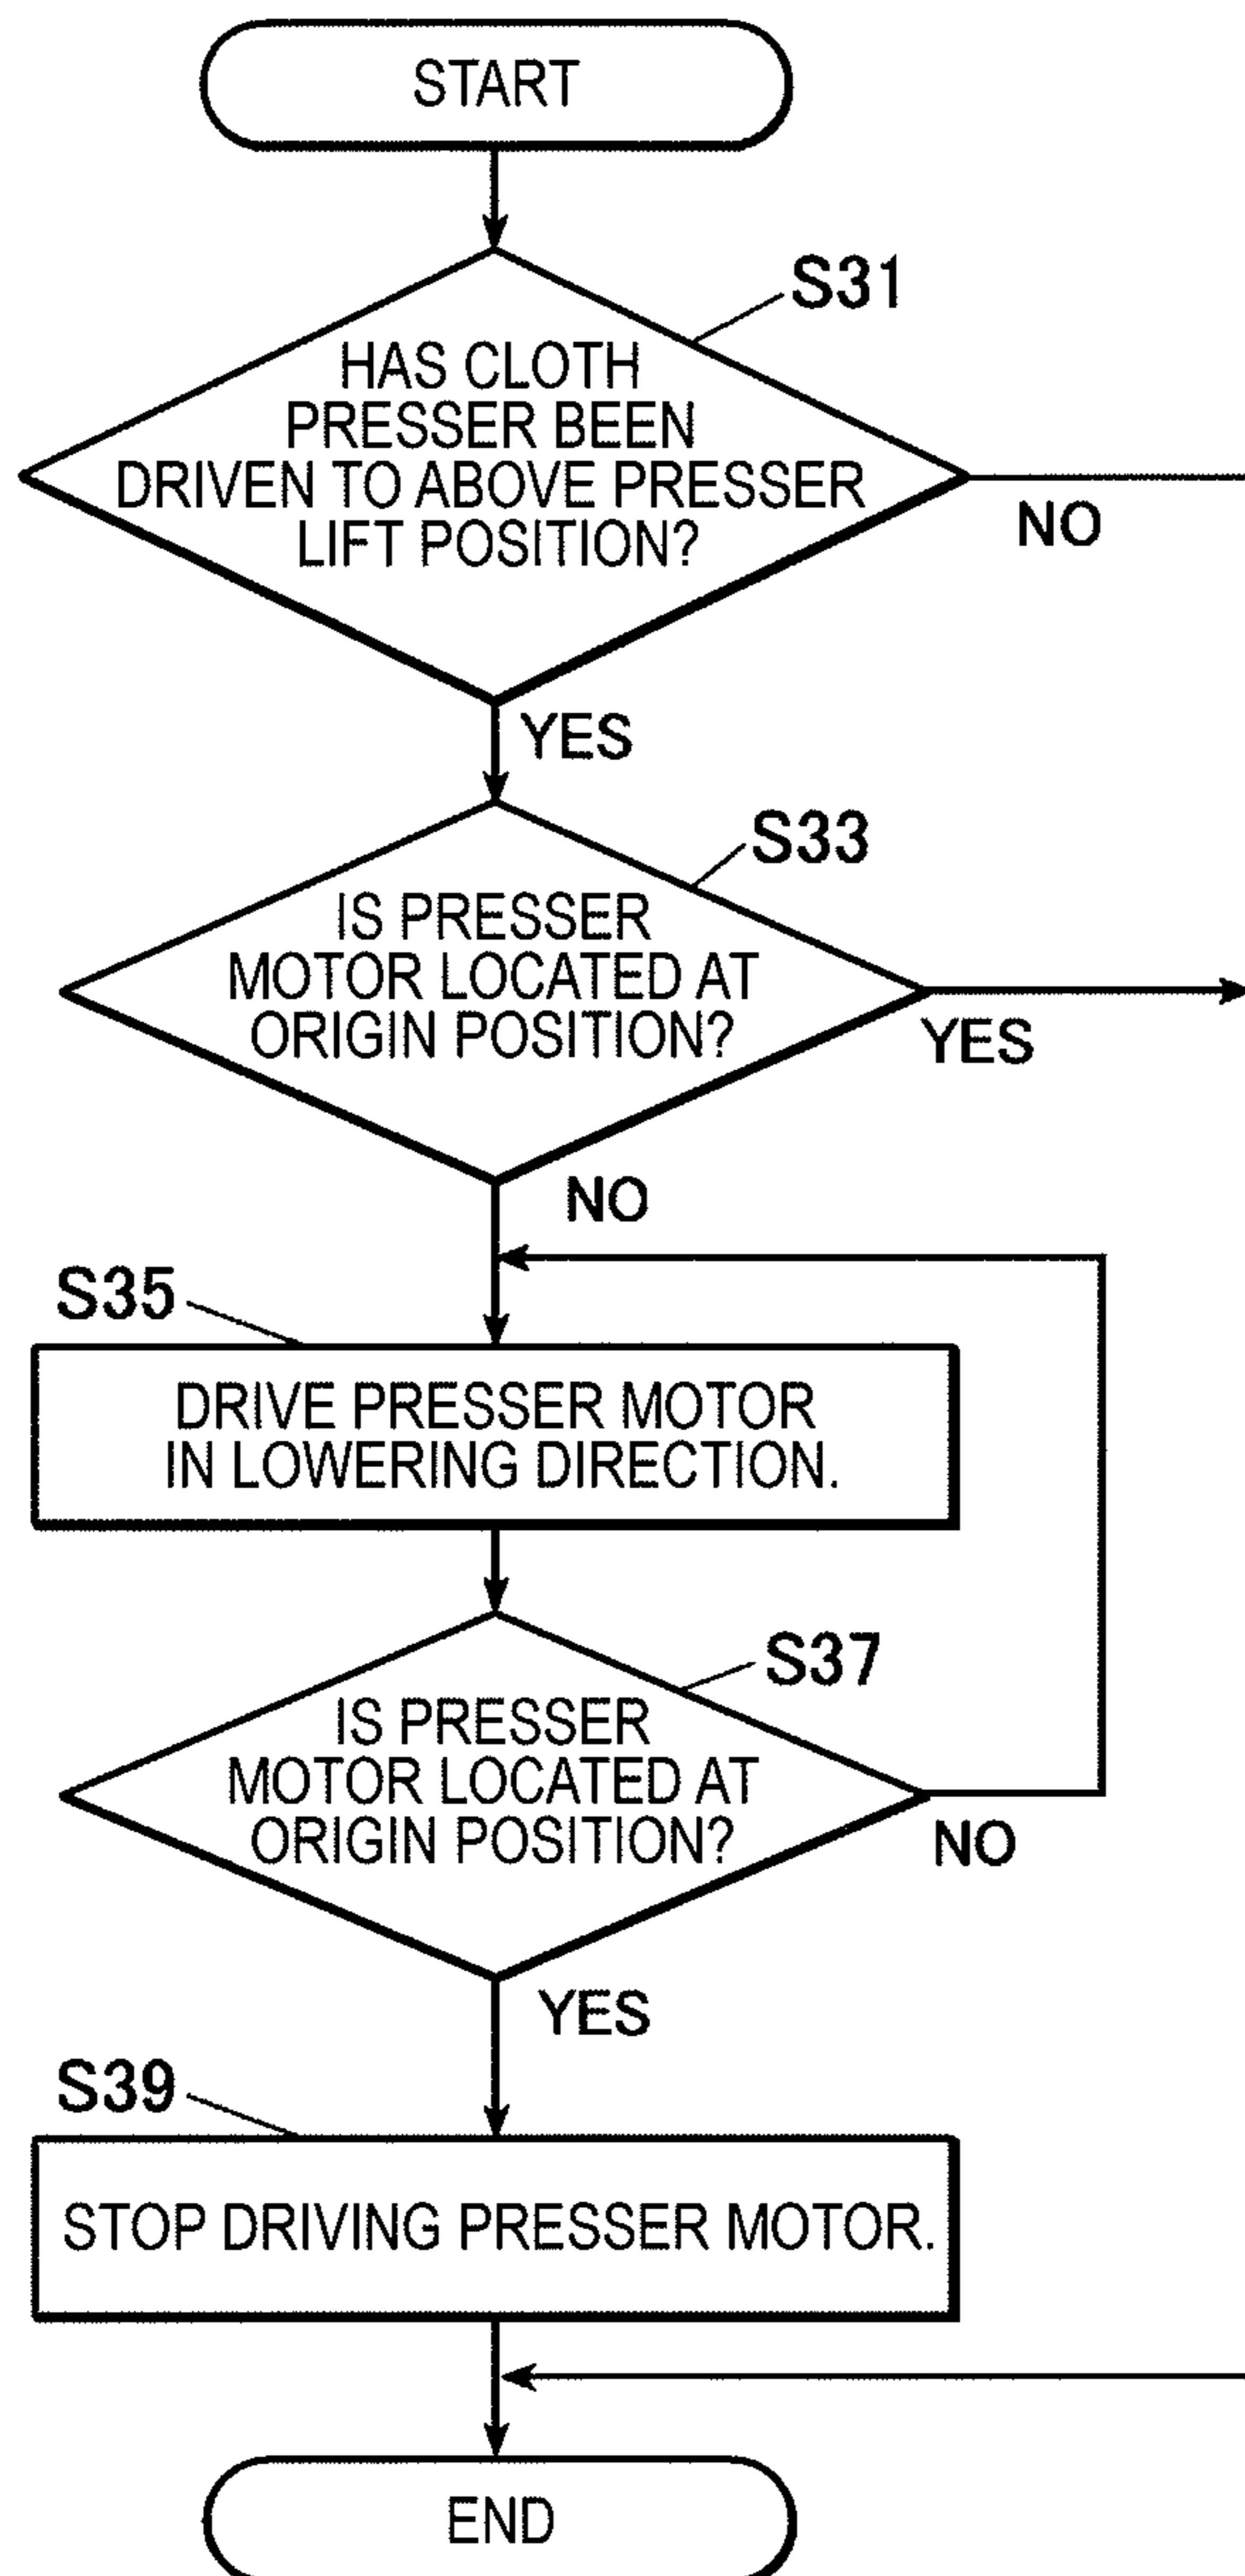 START
S31
HAS CLOTH
PRESSER BEEN
DRIVEN TO ABOVE PRESSER
LIFT POSITION?
NO
YES
S33
IS PRESSER
MOTOR LOCATED AT
ORIGIN POSITION?
YES
NO
S35
DRIVE PRESSER MOTOR
IN LOWERING DIRECTION.
S37
IS PRESSER
MOTOR LOCATED AT
ORIGIN POSITION?
NO
YES
S39
STOP DRIVING PRESSER MOTOR.
END